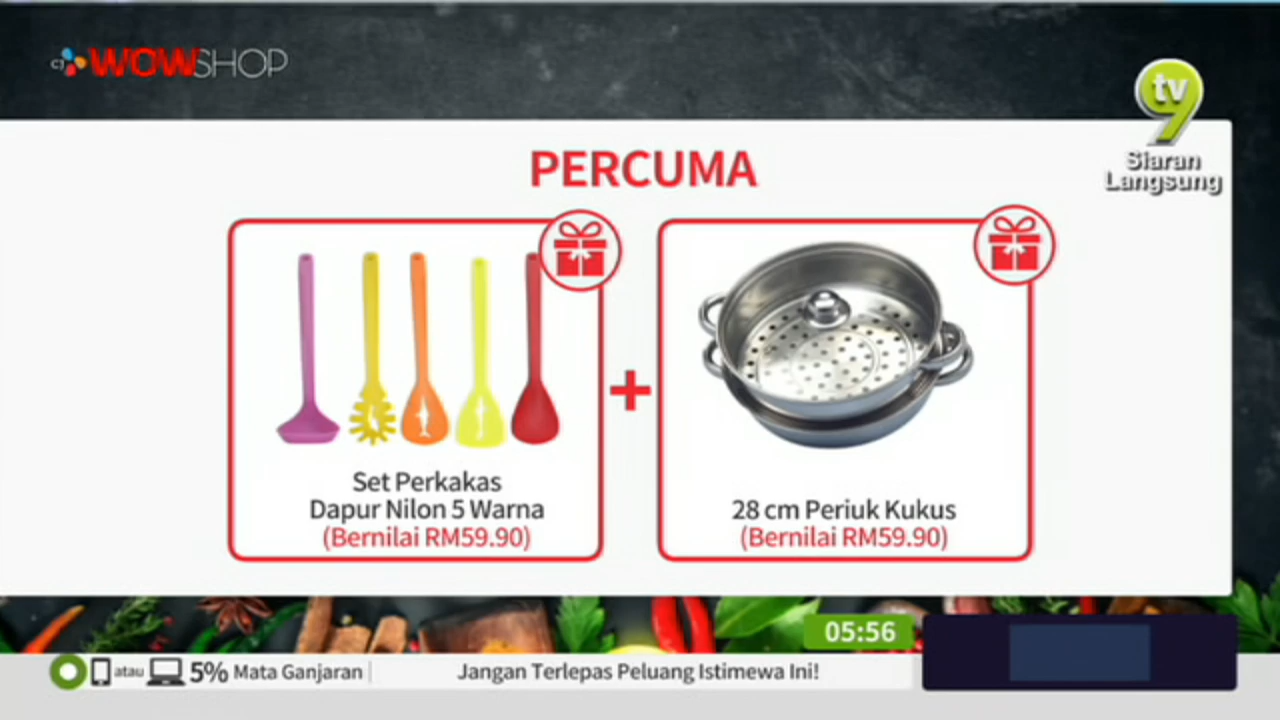 CJ WOWSHOP
tv9
Siaran
Langsung
PERCUMA
Set Perkakas
Dapur Nilon 5 Warna
(Bernilai RM59.90)
+
28 cm Periuk Kukus
(Bernilai RM59.90)
05:56
atau 5% Mata Ganjaran
Jangan Terlepas Peluang Istimewa Ini!